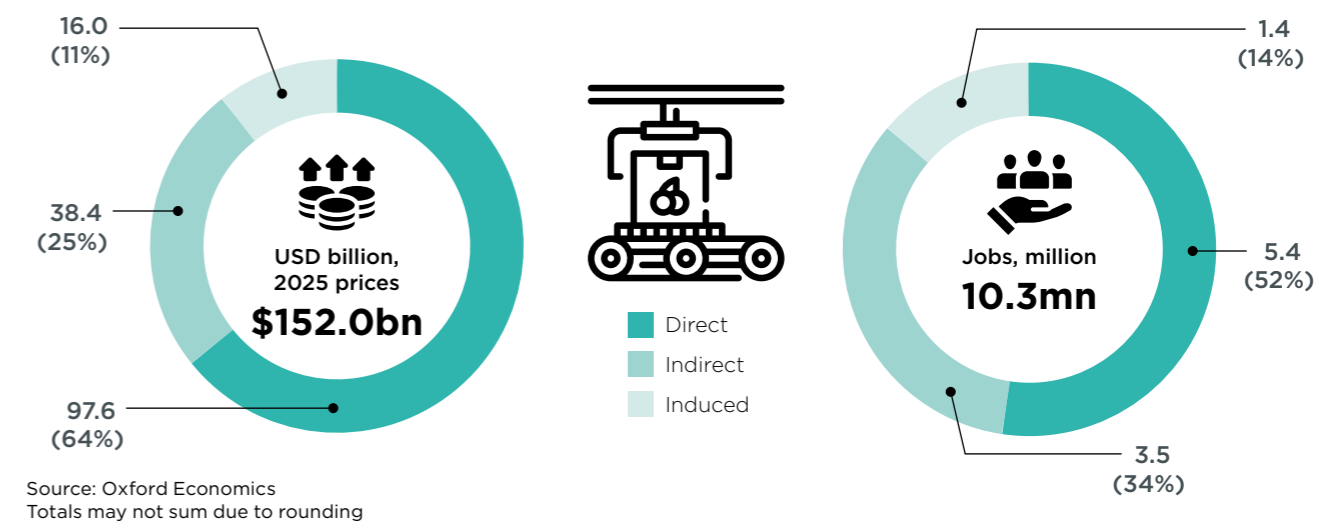 16.0
(11%)
38.4
(25%)
97.6
(64%)
USD billion,
2025 prices
$152.0bn
Direct
Indirect
Induced
1.4
(14%)
5.4
(52%)
3.5
(34%)
Jobs, million
10.3mn
Source: Oxford Economics
Totals may not sum due to rounding